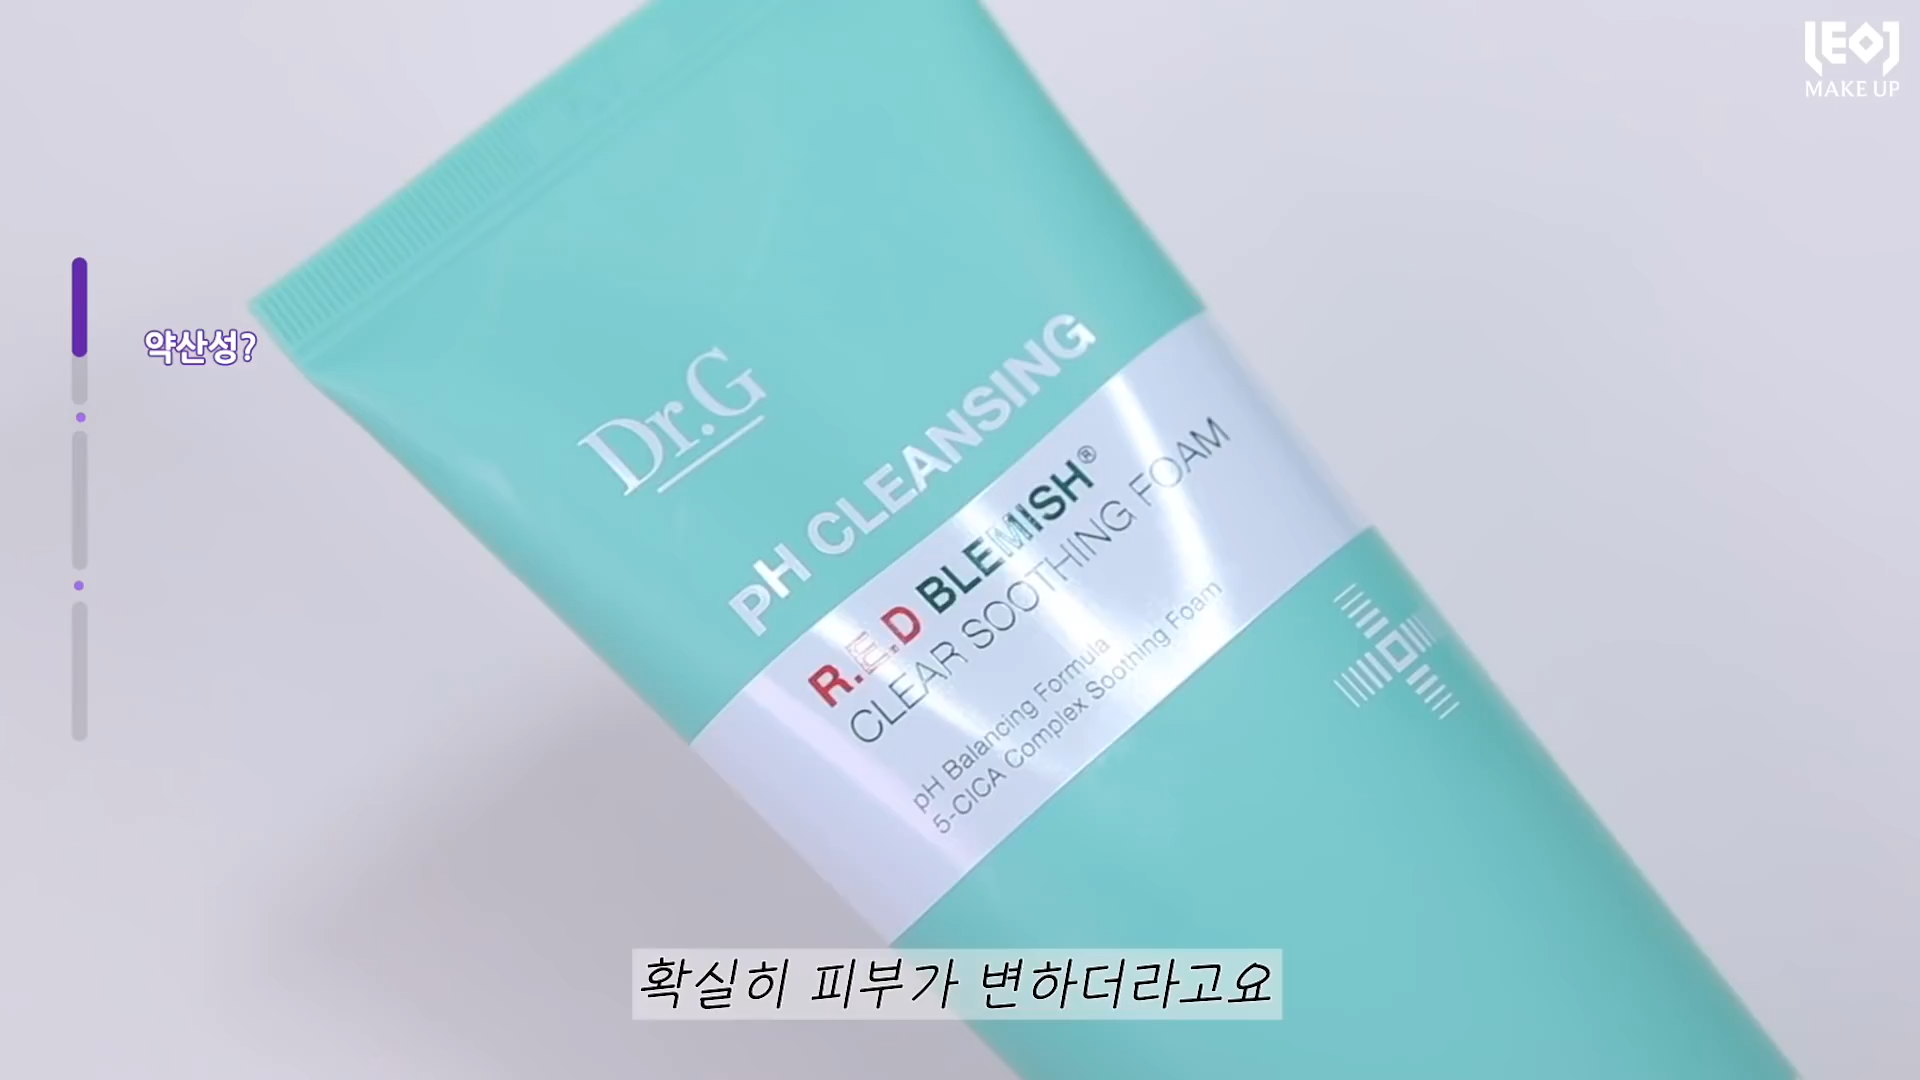 LEOJ
MAKE UP
약산성?
Dr.G
pH CLEANSING
R.E.D BLEMISH®
CLEAR SOOTHING FOAM
pH Balancing Formula
5-CICA Complex Soothing Foam
확실히 피부가 변하더라고요